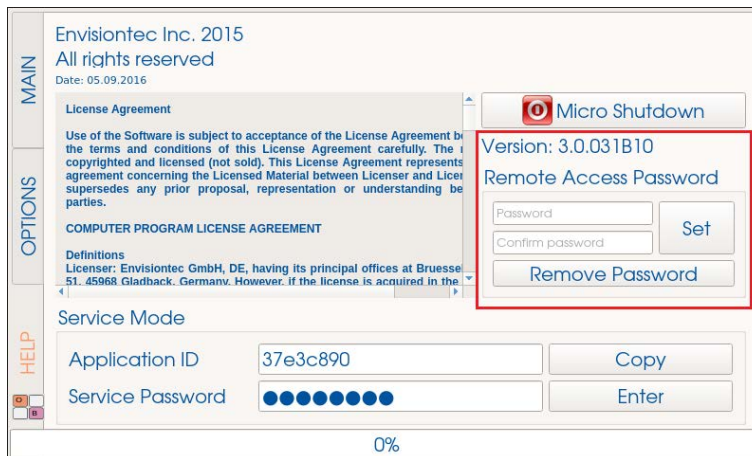 Envisiontec Inc. 2015
All rights reserved
Date: 05.09.2016
MAIN
OPTIONS
HELP
License Agreement
Use of the Software is subject to acceptance of the License Agreement
the terms and conditions of this License Agreement carefully. The
copyrighted and licensed (not sold). This License Agreement represents
agreement concerning the Licensed Material between Licenser and
supersedes any prior proposal, representation or understanding
parties.
COMPUTER PROGRAM LICENSE AGREEMENT
Definitions
Licenser: Envisiontec GmbH, DE, having its principal offices at
51, 45968 Gladback, Germany. However, if the license is acquired in the
Micro Shutdown
Version: 3.0.031B10
Remote Access Password
Password
Confirm password
Set
Remove Password
Service Mode
Application ID
37e3c890
Copy
Service Password
●●●●●●●●
Enter
O
B
0%